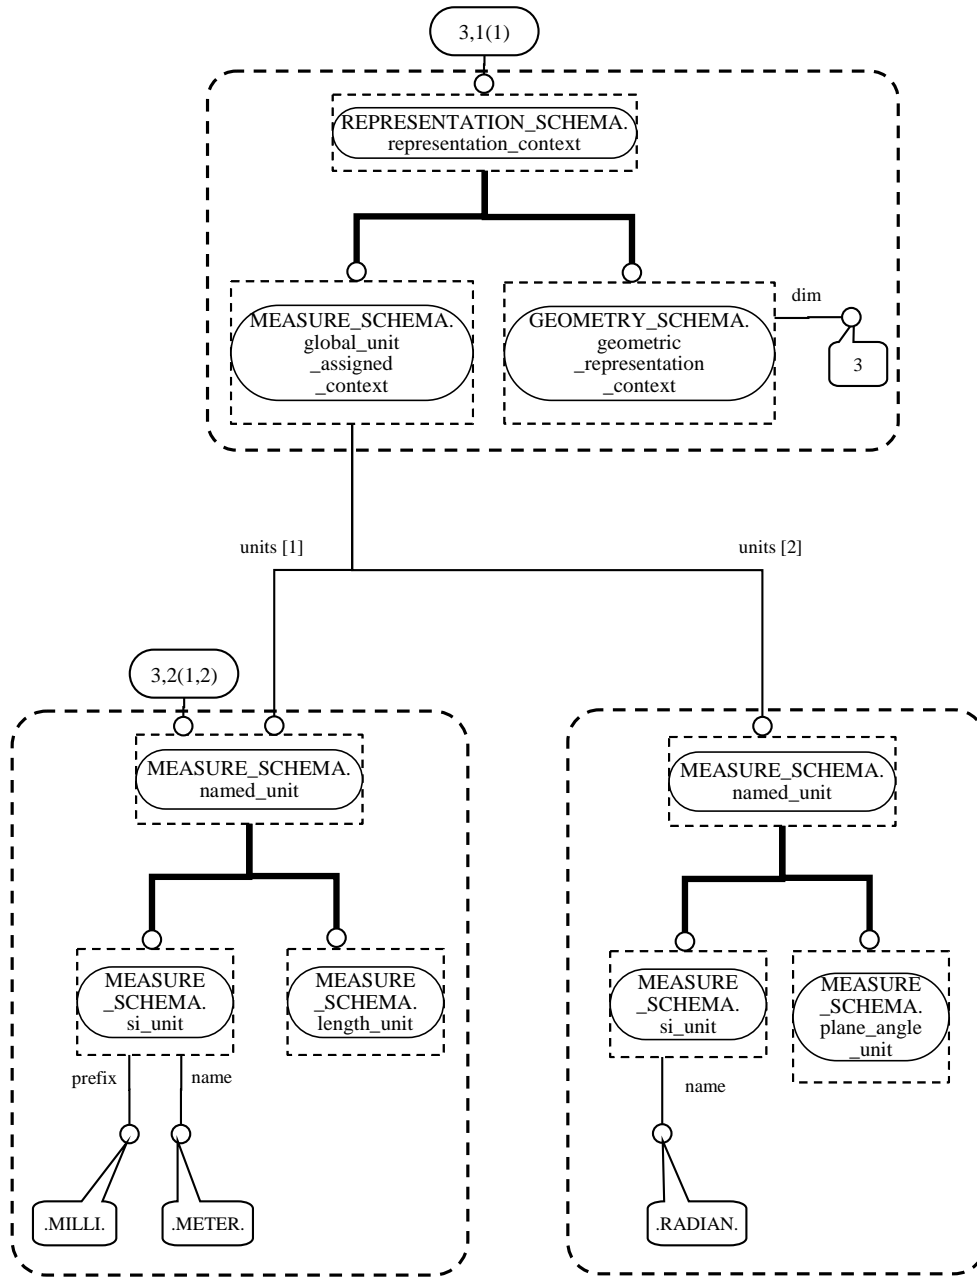 3,1(1)
REPRESENTATION_SCHEMA.
representation_context
MEASURE_SCHEMA.
global_unit
_assigned
_context
GEOMETRY_SCHEMA.
geometric
_representation
_context
dim
3
units [1]
units [2]
3,2(1,2)
MEASURE_SCHEMA.
named_unit
MEASURE
_SCHEMA.
si_unit
MEASURE
_SCHEMA.
length_unit
prefix
name
.MILLI.
.METER.
MEASURE_SCHEMA.
named_unit
MEASURE
_SCHEMA.
si_unit
MEASURE
_SCHEMA.
plane_angle
_unit
name
.RADIAN.